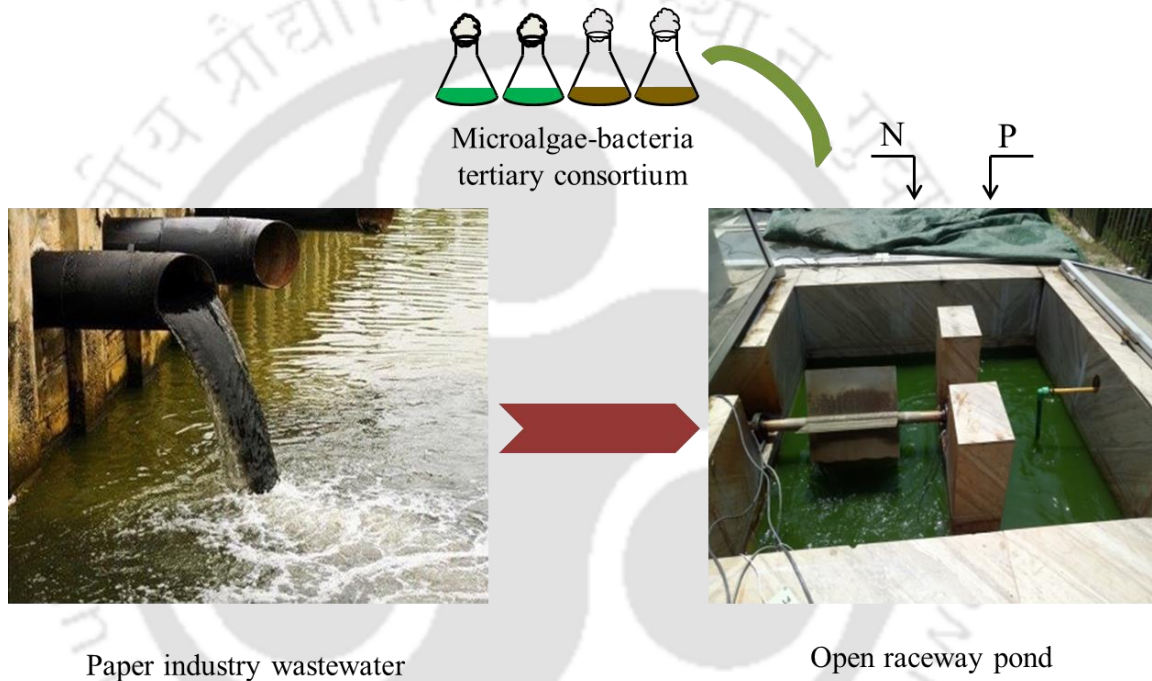 Microalgae-bacteria
tertiary consortium
N
P
Paper industry wastewater
Open raceway pond